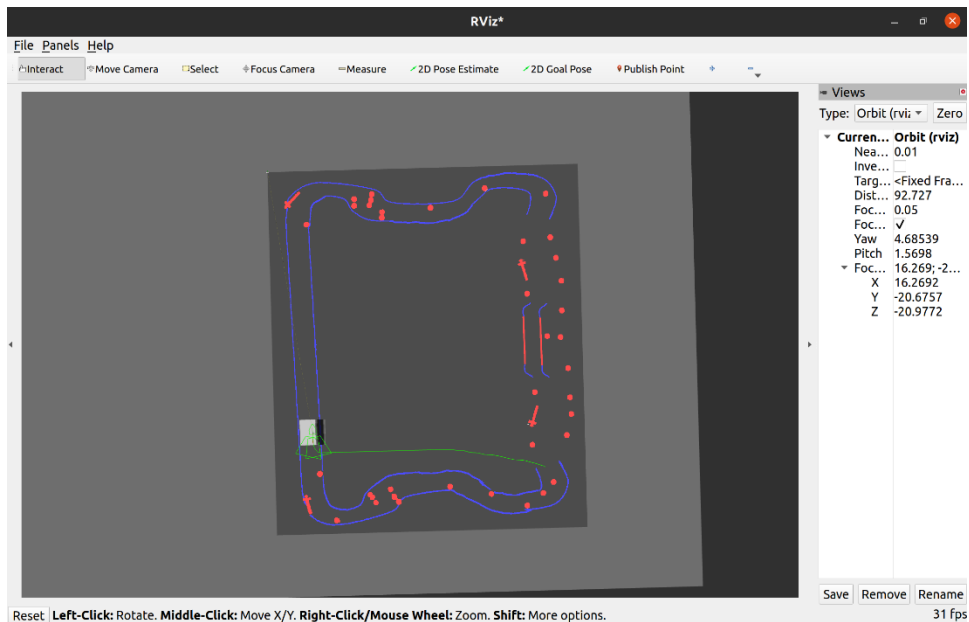 RViz*
File Panels Help
Interact Move Camera Select Focus Camera Measure 2D Pose Estimate 2D Goal Pose Publish Point
Views
Type: Orbit (rviz Zero
Curren... Orbit (rviz)
Nea... 0.01
Inve...
Targ... <Fixed Fra...
Dist... 92.727
Foc... 0.05
Foc... ✓
Yaw 4.68539
Pitch 1.5698
Foc... 16.269; -2...
X 16.2692
Y -20.6757
Z -20.9772
Save Remove Rename
Reset Left-Click: Rotate. Middle-Click: Move X/Y. Right-Click/Mouse Wheel: Zoom. Shift: More options. 31 fps